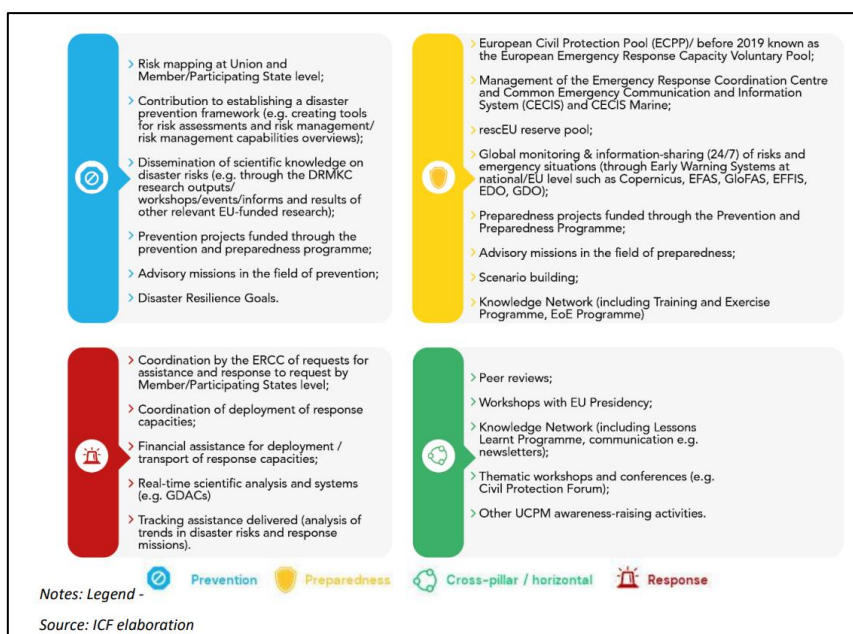 Risk mapping at Union and
Member/Participating State level;
Contribution to establishing a disaster
prevention framework (e.g. creating tools
for risk assessments and risk management/
risk management capabilities overviews);
Dissemination of scientific knowledge on
disaster risks (e.g. through the DRMKC
research outputs/
workshops/events/informs and results
of other relevant EU-funded research);
Prevention projects funded through the
prevention and preparedness programme;
Advisory missions in the field of prevention;
Disaster Resilience Goals.
European Civil Protection Pool (ECPP)/ before 2019 known as
the European Emergency Response Capacity Voluntary Pool;
Management of the Emergency Response Coordination Centre
and Common Emergency Communication and Information
System (CECIS) and CECIS Marine;
rescEU reserve pool;
Global monitoring & information-sharing (24/7) of risks and
emergency situations (through Early Warning Systems at
national/EU level such as Copernicus, EFAS, GloFAS, EFFIS,
EDO, GDO);
Preparedness projects funded through the Prevention and
Preparedness Programme;
Advisory missions in the field of preparedness;
Scenario building;
Knowledge Network (including Training and Exercise
Programme, EoE Programme)
Coordination by the ERCC of requests for
assistance and response to request by
Member/Participating States level;
Coordination of deployment of response
capacities;
Financial assistance for deployment /
transport of response capacities;
Real-time scientific analysis and systems
(e.g. GDACs)
Tracking assistance delivered (analysis of
trends in disaster risks and response
missions).
Peer reviews;
Workshops with EU Presidency;
Knowledge Network (including Lessons
Learnt Programme, communication e.g.
newsletters);
Thematic workshops and conferences (e.g.
Civil Protection Forum);
Other UCPM awareness-raising activities.
Prevention Preparedness Cross-pillar / horizontal Response
Notes: Legend -
Source: ICF elaboration